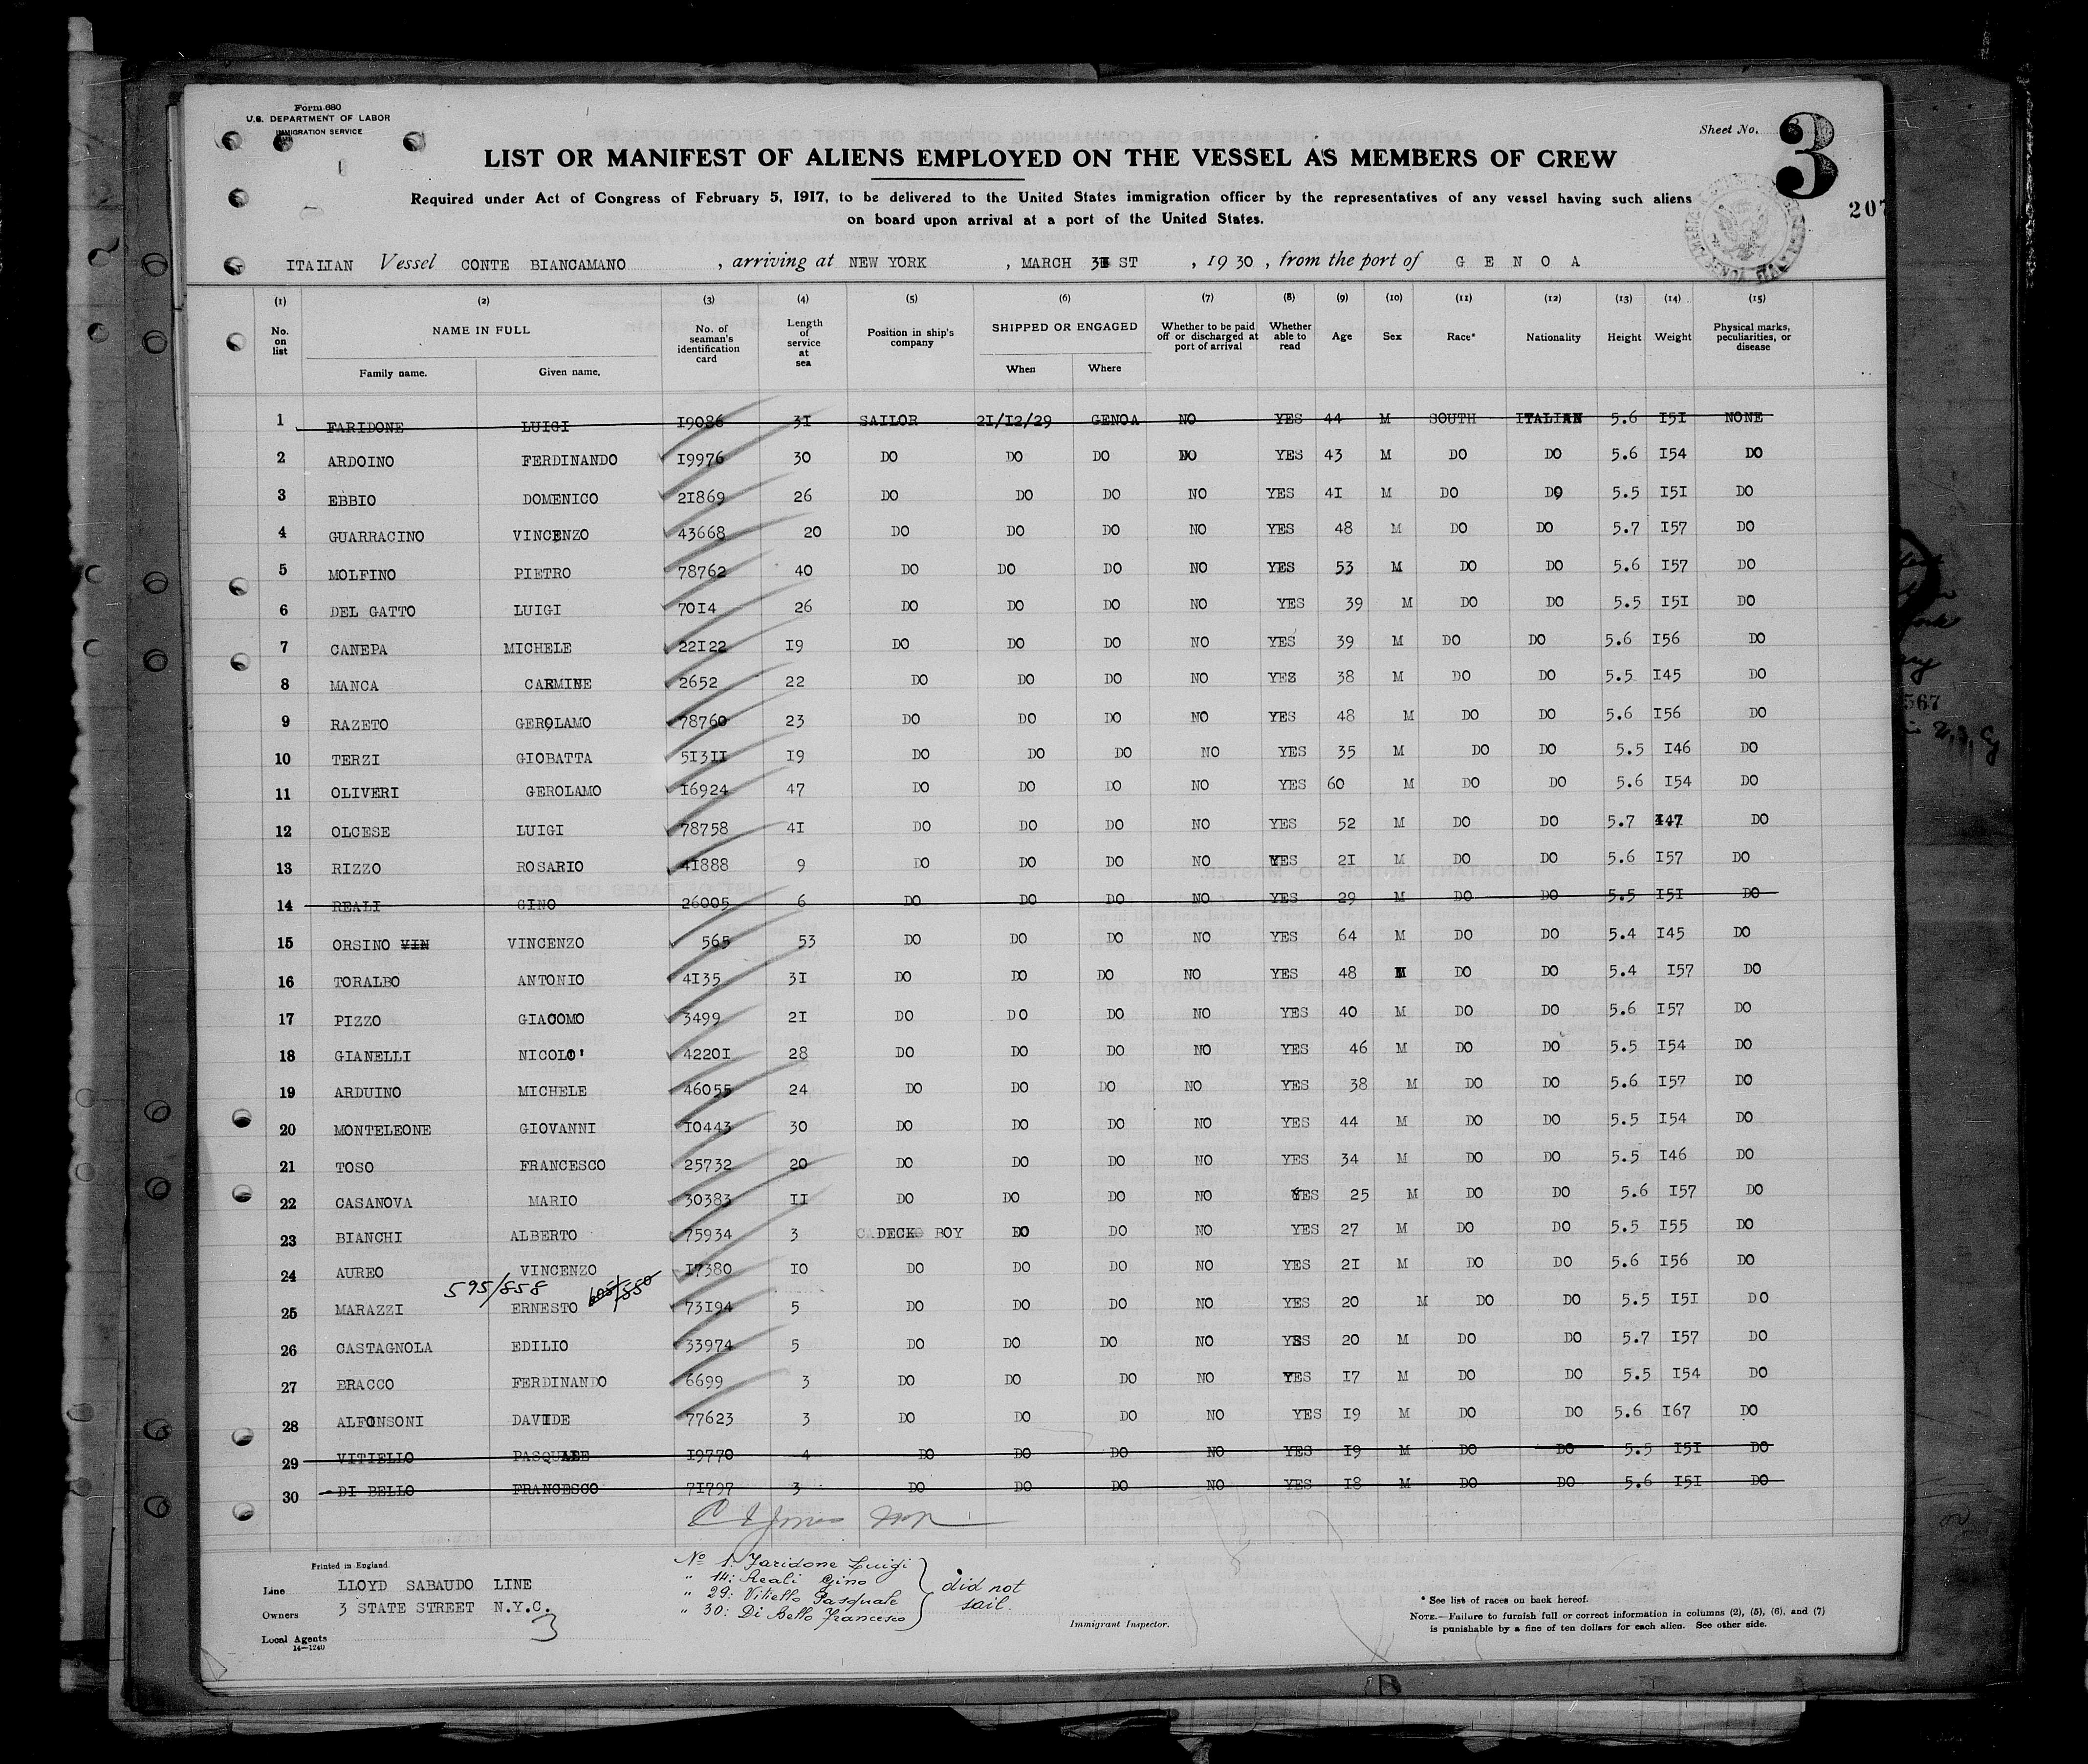 Form 680
U.S. DEPARTMENT OF LABOR
IMMIGRATION SERVICE
Sheet No. 3
207
LIST OR MANIFEST OF ALIENS EMPLOYED ON THE VESSEL AS MEMBERS OF CREW
Required under Act of Congress of February 5, 1917, to be delivered to the United States immigration officer by the representatives of any vessel having such aliens
on board upon arrival at a port of the United States.
ITALIAN Vessel CONTE BIANCAMANO, arriving at NEW YORK, MARCH 31 ST, 1930, from the port of GENOA
(1) (2) (3) (4) (5) (6) (7) (8) (9) (10) (11) (12) (13) (14) (15)
No. on list NAME IN FULL Family name. Given name. No. of seaman's identification card Length of service at sea Position in ship's company SHIPPED OR ENGAGED When Where Whether to be paid off or discharged at port of arrival Whether able to read Age Sex Race* Nationality Height Weight Physical marks, peculiarities, or disease
1 FARIDONE LUIGI 19086 31 SAILOR 21/12/29 GENOA NO YES 44 M SOUTH ITALIAN 5.6 151 NONE
2 ARDOINO FERDINANDO 19976 30 DO DO DO NO YES 43 M DO DO 5.6 154 DO
3 EBBIO DOMENICO 21869 26 DO DO DO NO YES 41 M DO DO 5.5 151 DO
4 GUARRACINO VINCENZO 43668 20 DO DO DO NO YES 48 M DO DO 5.7 157 DO
5 MOLFINO PIETRO 78762 40 DO DO DO NO YES 53 M DO DO 5.6 157 DO
6 DEL GATTO LUIGI 7014 26 DO DO DO NO YES 39 M DO DO 5.5 151 DO
7 CANEPA MICHELE 22122 19 DO DO DO NO YES 39 M DO DO 5.6 156 DO
8 MANCA CARMINE 2652 22 DO DO DO NO YES 38 M DO DO 5.5 145 DO
9 RAZETO GEROLAMO 78760 23 DO DO DO NO YES 48 M DO DO 5.6 156 DO
10 TERZI GIOBATTA 51311 19 DO DO DO NO YES 35 M DO DO 5.5 146 DO
11 OLIVERI GEROLAMO 16924 47 DO DO DO NO YES 60 M DO DO 5.6 154 DO
12 OLCESE LUIGI 78758 41 DO DO DO NO YES 52 M DO DO 5.7 147 DO
13 RIZZO ROSARIO 41888 9 DO DO DO NO YES 21 M DO DO 5.6 157 DO
14 REALI GINO 26005 6 DO DO DO NO YES 29 M DO DO 5.5 151 DO
15 ORSINO VIN VINCENZO 565 53 DO DO DO NO YES 64 M DO DO 5.4 145 DO
16 TORALBO ANTONIO 4135 31 DO DO DO NO YES 48 M DO DO 5.4 157 DO
17 PIZZO GIACOMO 3499 21 DO DO DO NO YES 40 M DO DO 5.6 157 DO
18 GIANELLI NICOLO' 42201 28 DO DO DO NO YES 46 M DO DO 5.5 154 DO
19 ARDUINO MICHELE 46055 24 DO DO DO NO YES 38 M DO DO 5.6 157 DO
20 MONTELEONE GIOVANNI 10443 30 DO DO DO NO YES 44 M DO DO 5.5 154 DO
21 TOSO FRANCESCO 25732 20 DO DO DO NO YES 34 M DO DO 5.5 146 DO
22 CASANOVA MARIO 30383 11 DO DO DO NO YES 25 M DO DO 5.6 157 DO
23 BIANCHI ALBERTO 75934 3 DECK BOY DO DO NO YES 27 M DO DO 5.5 155 DO
24 AUREO VINCENZO 17380 10 DO DO DO NO YES 21 M DO DO 5.6 156 DO
595/558
25 MARAZZI ERNESTO 73194 5 DO DO DO NO YES 20 M DO DO 5.5 151 DO
26 CASTAGNOLA EDILIO 33974 5 DO DO DO NO YES 20 M DO DO 5.7 157 DO
27 BRACCO FERDINANDO 6699 3 DO DO DO NO YES 17 M DO DO 5.5 154 DO
28 ALFONSONI DAVIDE 77623 3 DO DO DO NO YES 19 M DO DO 5.6 167 DO
29 VITIELLO PASQUALE 19770 4 DO DO DO NO YES 19 M DO DO 5.5 151 DO
30 DI BELLO FRANCESCO 71797 3 DO DO DO NO YES 18 M DO DO 5.6 151 DO
No 1: Faridone Luigi
" 14: Reali Gino
" 29: Vitiello Pasquale
" 30: Di Bello Francesco
did not
sail.
Printed in England.
Line LLOYD SABAUDO LINE
Owners 3 STATE STREET N.Y.C.
3
Local Agents
14—1240
Immigrant Inspector.
* See list of races on back hereof.
NOTE.—Failure to furnish full or correct information in columns (2), (5), (6), and (7)
is punishable by a fine of ten dollars for each alien. See other side.